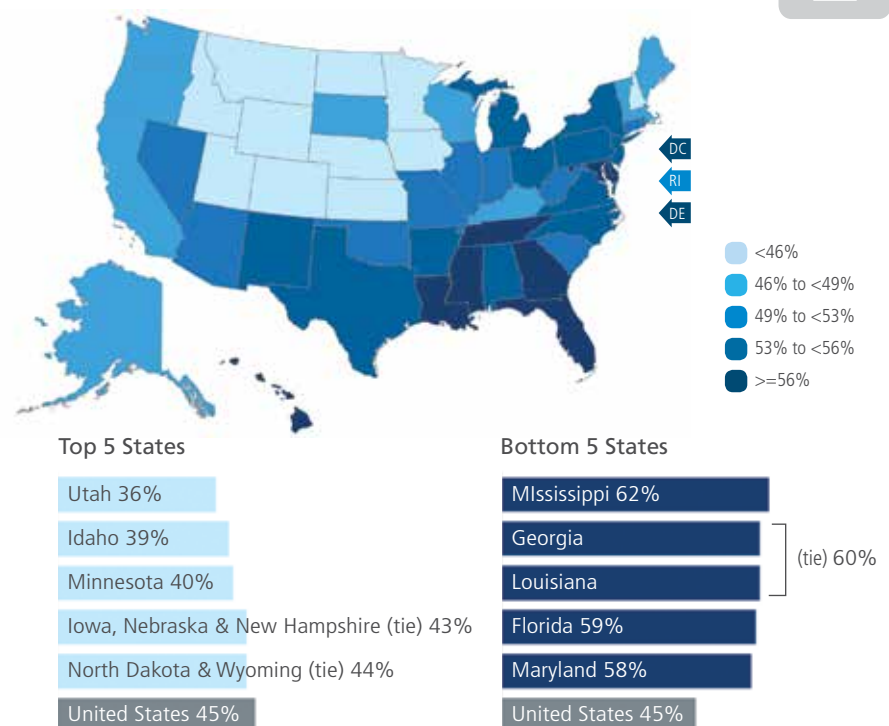 DC
RI
DE
<46%
46% to <49%
49% to <53%
53% to <56%
>=56%
Top 5 States
Utah 36%
Idaho 39%
Minnesota 40%
Iowa, Nebraska & New Hampshire (tie) 43%
North Dakota & Wyoming (tie) 44%
United States 45%
Bottom 5 States
MIssissippi 62%
Georgia
Louisiana
(tie) 60%
Florida 59%
Maryland 58%
United States 45%